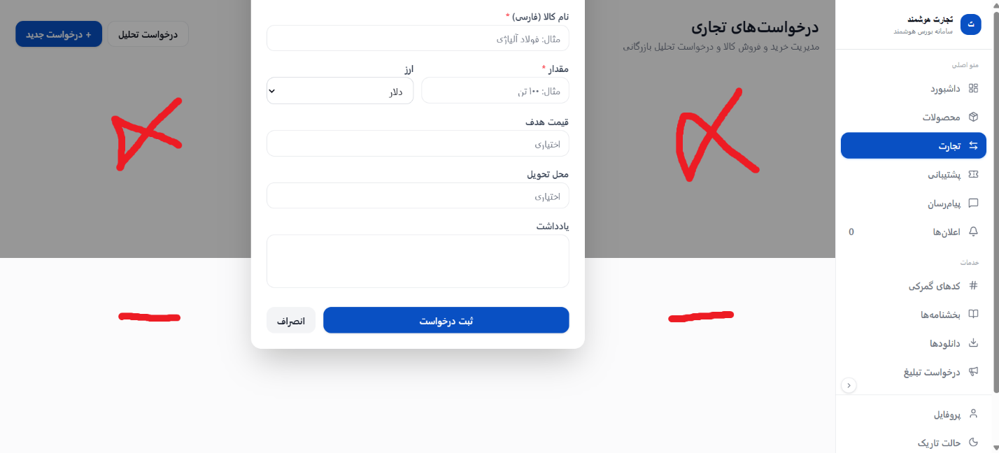 ت
تجارت هوشمند
سامانه بورس هوشمند
منو اصلی
داشبورد
محصولات
تجارت
پشتیبانی
پیام‌رسان
اعلان‌ها
0
خدمات
کدهای گمرکی
بخشنامه‌ها
دانلودها
درخواست تبلیغ
پروفایل
حالت تاریک
درخواست‌های تجاری
مدیریت خرید و فروش کالا و درخواست تحلیل بازرگانی
درخواست تحلیل
+ درخواست جدید
نام کالا (فارسی) *
مثال: فولاد آلیاژی
مقدار *
ارز
مثال: ۱۰۰ تن
دلار
قیمت هدف
اختیاری
محل تحویل
اختیاری
یادداشت
ثبت درخواست
انصراف